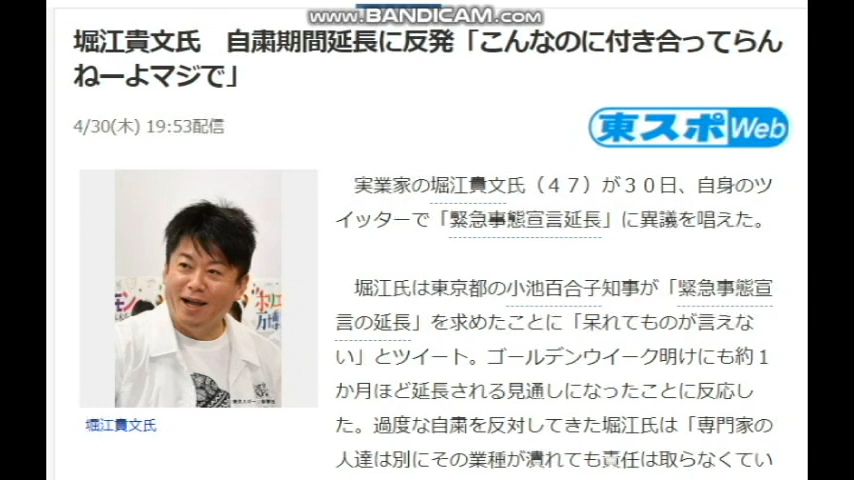 www.BANDICAM.com
堀江貴文氏　自粛期間延長に反発「こんなのに付き合ってらん
ねーよマジで」
4/30(木) 19:53配信
東スポWeb
実業家の堀江貴文氏（４７）が３０日、自身のツ
イッターで「緊急事態宣言延長」に異議を唱えた。
堀江氏は東京都の小池百合子知事が「緊急事態宣
言の延長」を求めたことに「呆れてものが言えな
い」とツイート。ゴールデンウイーク明けにも約１
か月ほど延長される見通しになったことに反応し
た。過度な自粛を反対してきた堀江氏は「専門家の
人達は別にその業種が潰れても責任は取らなくてい
堀江貴文氏